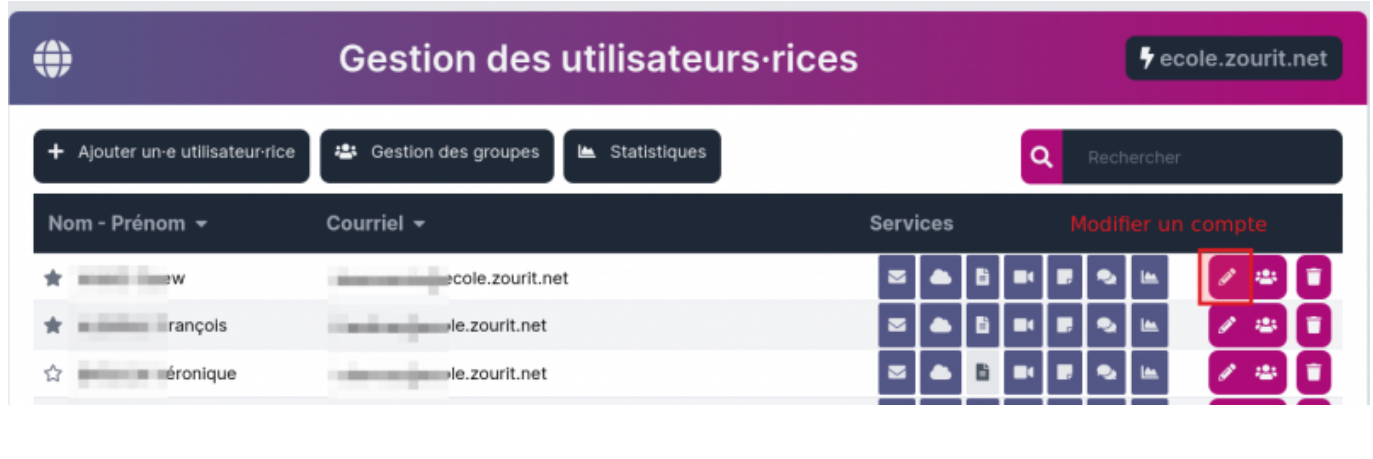 Gestion des utilisateurs·rices
ecole.zourit.net
Ajouter un·e utilisateur·rice
Gestion des groupes
Statistiques
Rechercher
Nom - Prénom
Courriel
Services
Modifier un compte
ecole.zourit.net
rançois
le.zourit.net
éronique
le.zourit.net